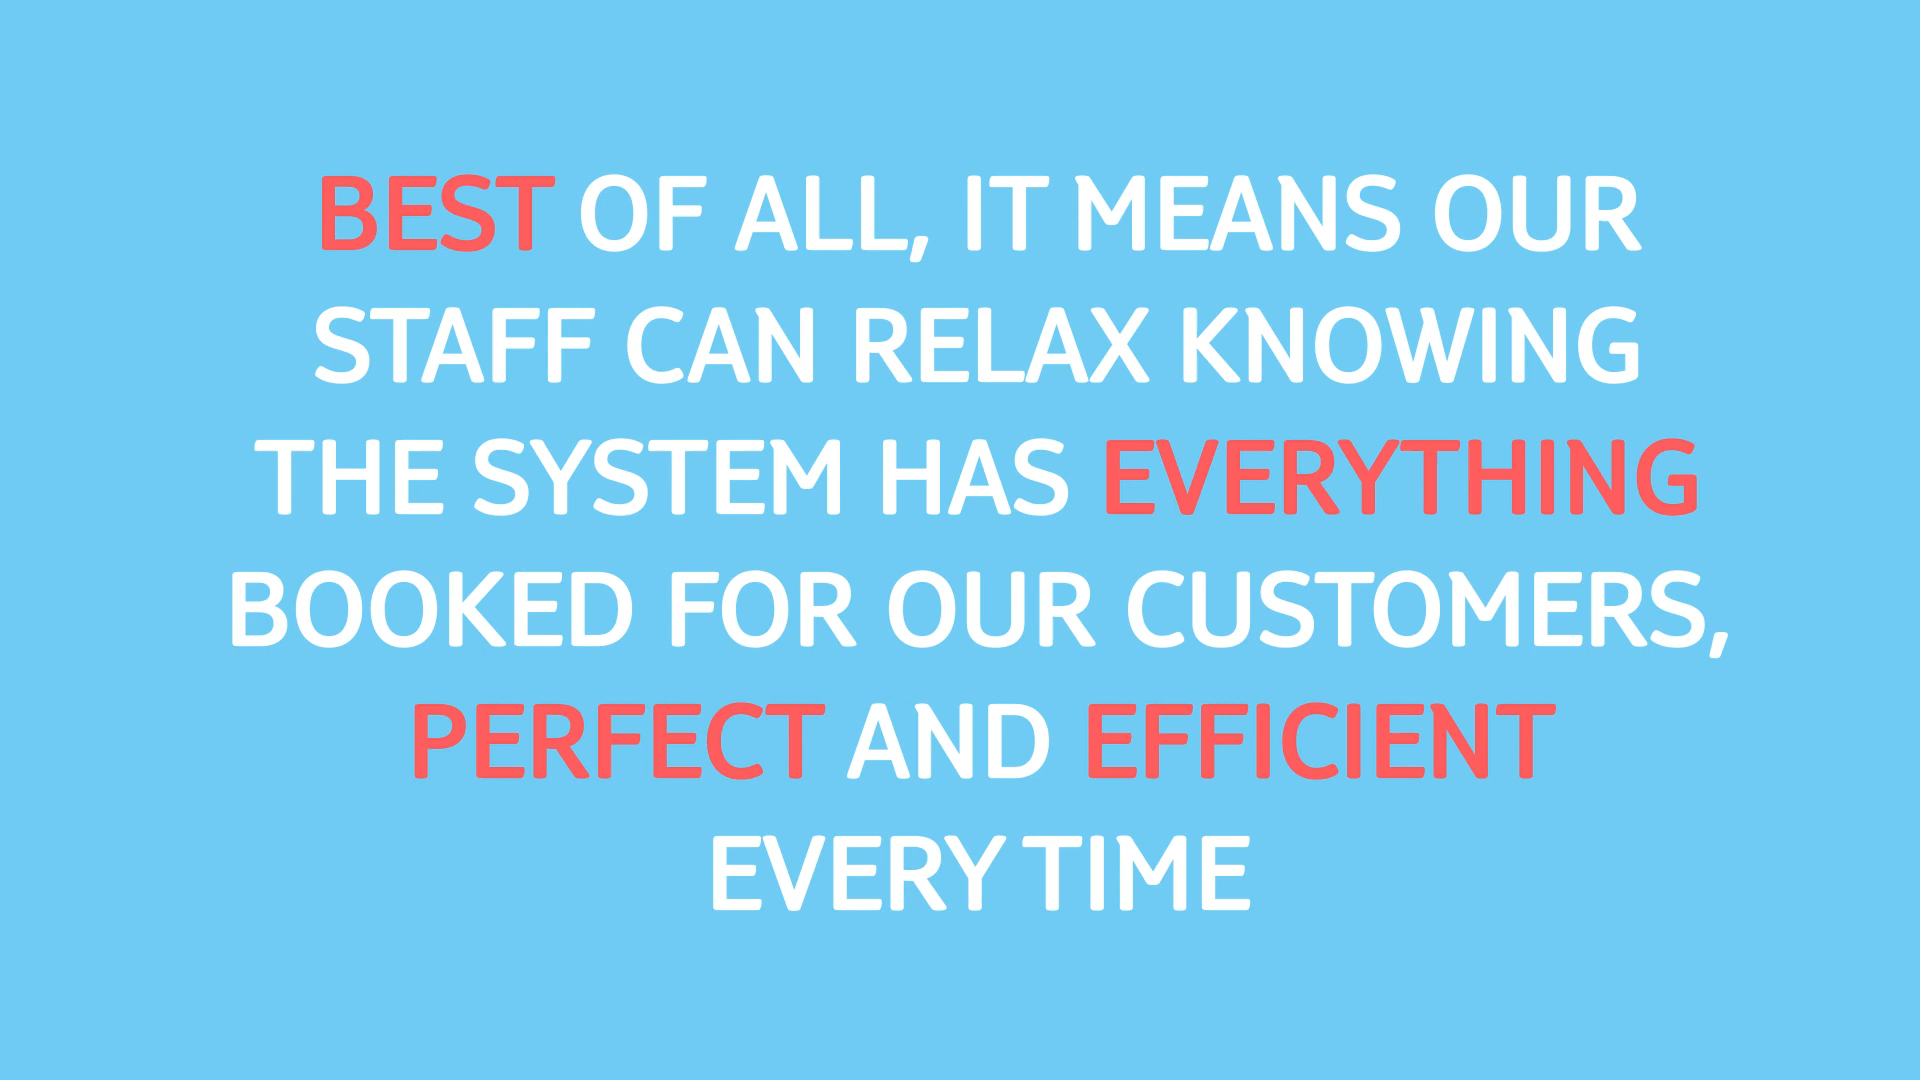 BEST OF ALL, IT MEANS OUR
STAFF CAN RELAX KNOWING
THE SYSTEM HAS EVERYTHING
BOOKED FOR OUR CUSTOMERS,
PERFECT AND EFFICIENT
EVERY TIME